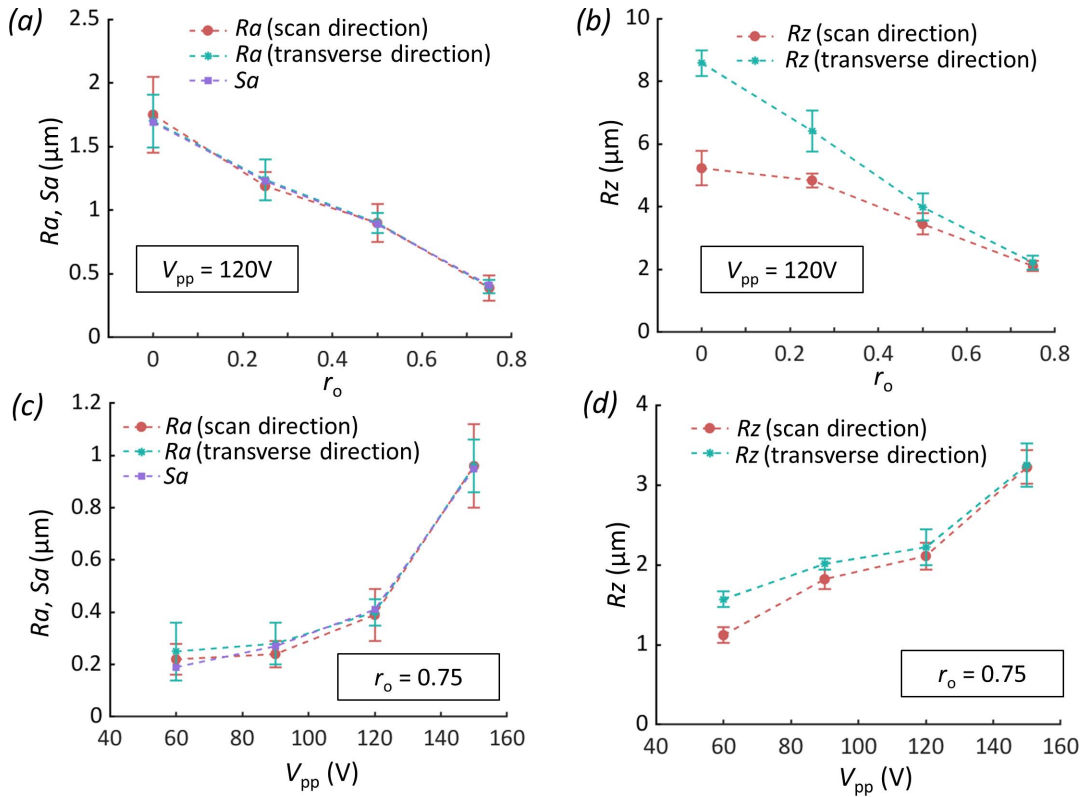 (a)
2.5
2
1.5
1
0.5
0
Ra, Sa (μm)
Ra (scan direction)
Ra (transverse direction)
Sa
Vpp = 120V
0 0.2 0.4 0.6 0.8
ro
(b)
10
8
6
4
2
0
Rz (μm)
Rz (scan direction)
Rz (transverse direction)
Vpp = 120V
0 0.2 0.4 0.6 0.8
ro
(c)
1.2
1
0.8
0.6
0.4
0.2
0
Ra, Sa (μm)
Ra (scan direction)
Ra (transverse direction)
Sa
ro = 0.75
40 60 80 100 120 140 160
Vpp (V)
(d)
4
3
2
1
0
Rz (μm)
Rz (scan direction)
Rz (transverse direction)
ro = 0.75
40 60 80 100 120 140 160
Vpp (V)